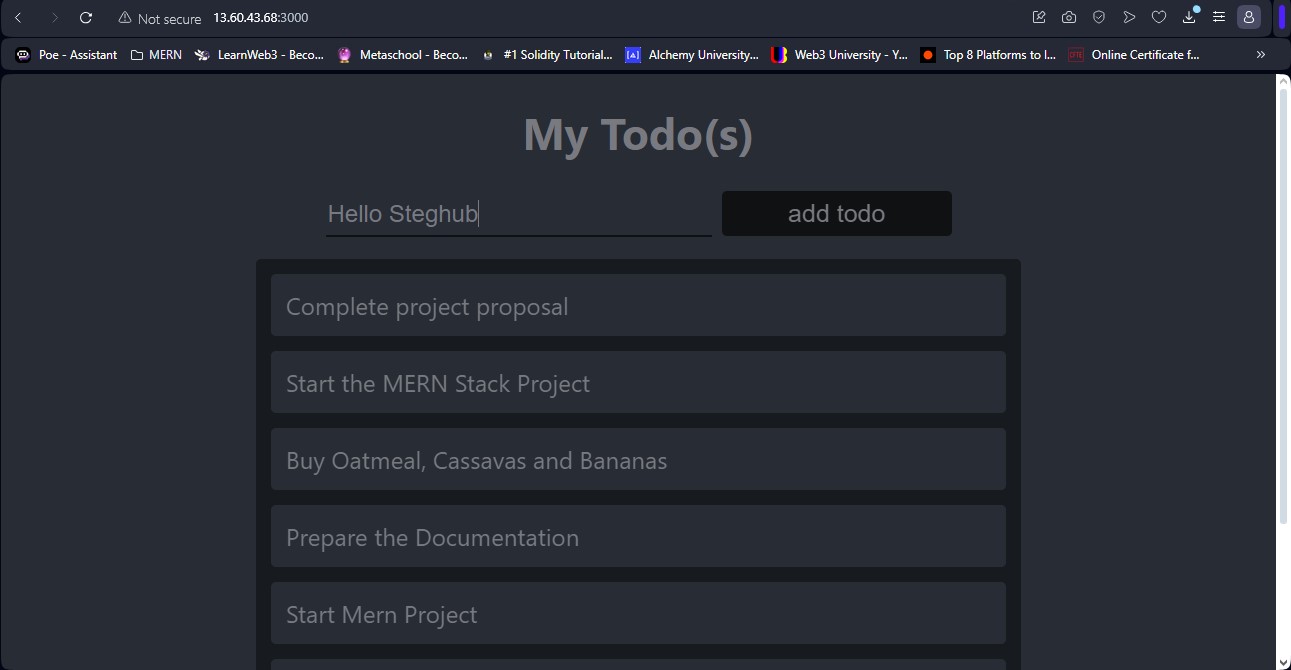 Not secure 13.60.43.68:3000
Poe - Assistant MERN LearnWeb3 - Beco... Metaschool - Beco... #1 Solidity Tutorial... Alchemy University... Web3 University - Y... Top 8 Platforms to l... Online Certificate f... »
My Todo(s)
Hello Steghub add todo
Complete project proposal
Start the MERN Stack Project
Buy Oatmeal, Cassavas and Bananas
Prepare the Documentation
Start Mern Project